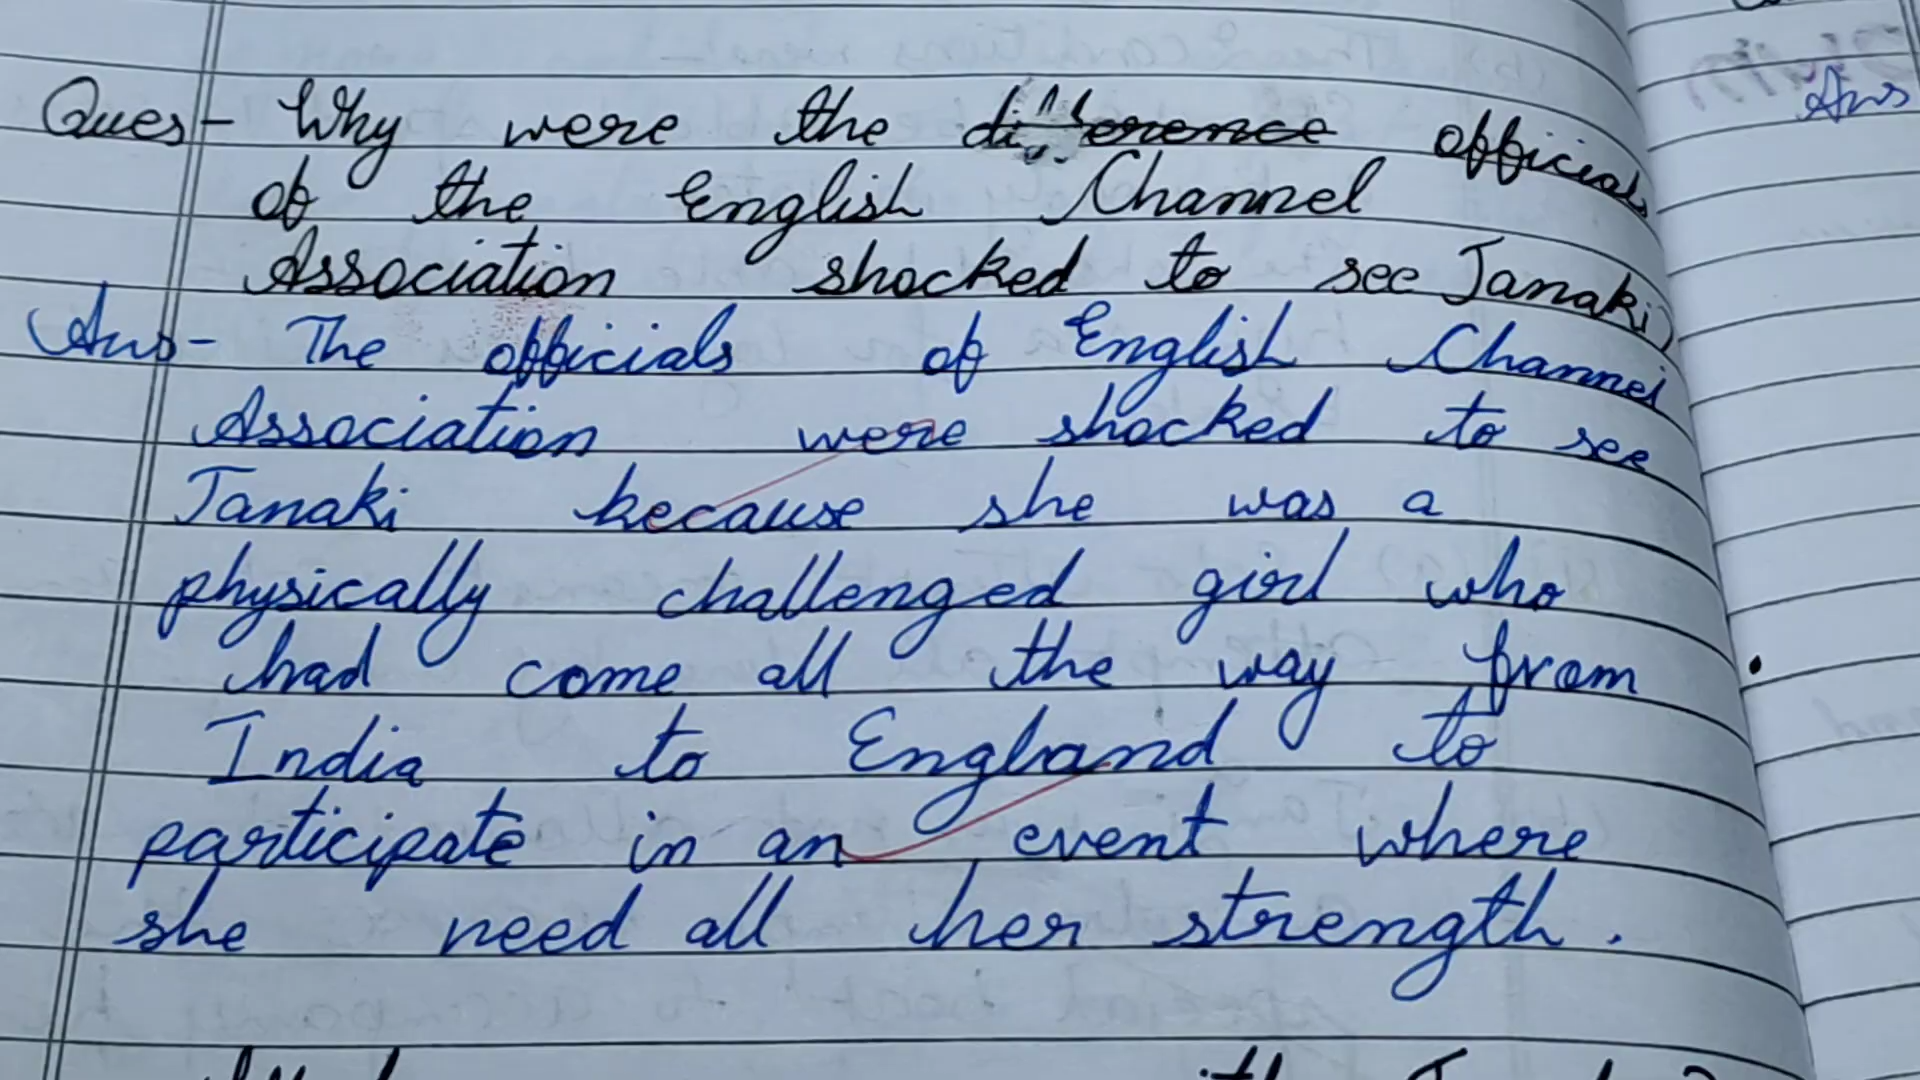 Ques- Why were the difference officials
of the English Channel
Association shocked to see Janaki?
Ans- The officials of English Channel
Association were shocked to see
Janaki because she was a
physically challenged girl who
had come all the way from
India to England to
participate in an event where
she need all her strength.
Ans